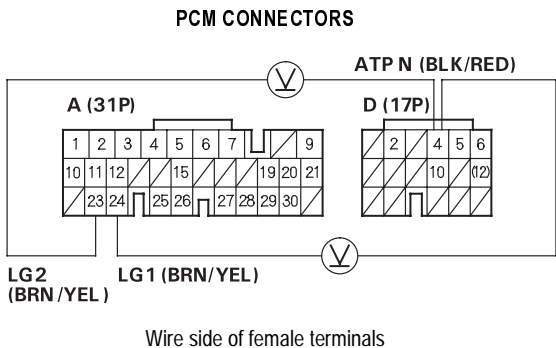 PCM CONNECTORS
ATP N (BLK/RED)
A (31P)
D (17P)
V
1 2 3 4 5 6 7 9
2 4 5 6
10 11 12 15 19 20 21
10 (12)
23 24 25 26 27 28 29 30
V
LG2
(BRN/YEL)
LG1 (BRN/YEL)
Wire side of female terminals